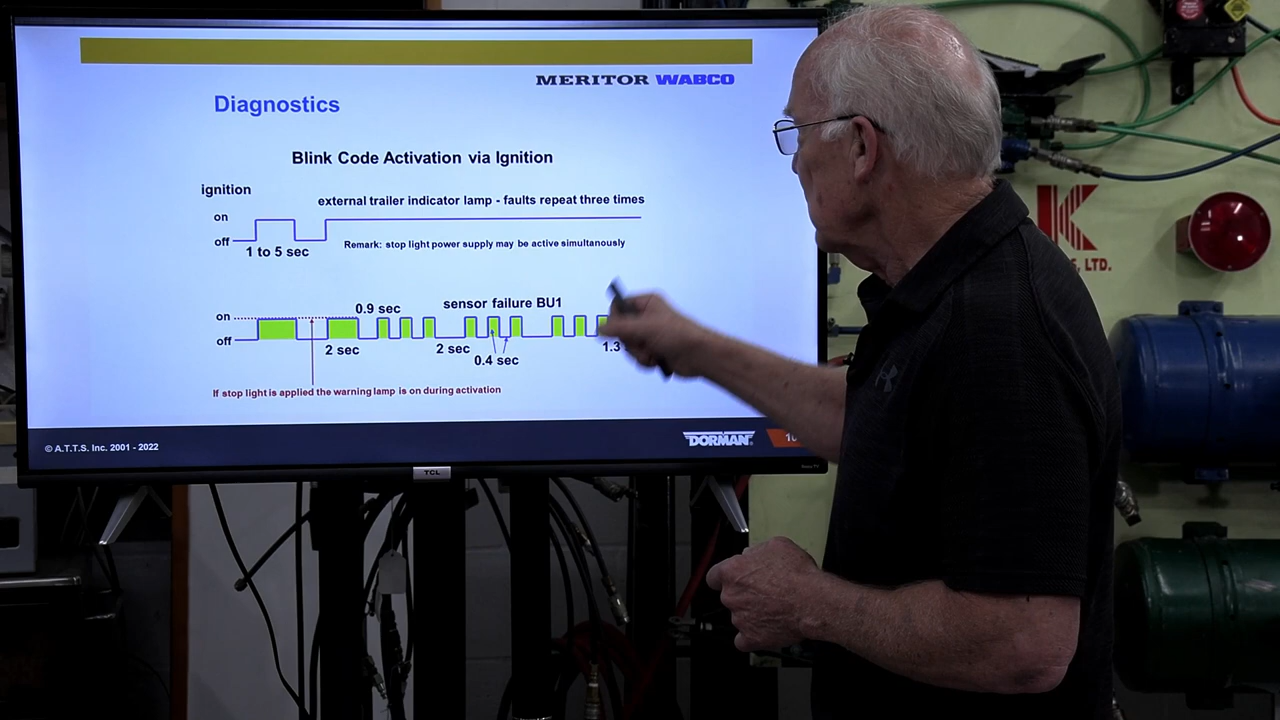 MERITOR WABCO
Diagnostics
Blink Code Activation via Ignition
ignition
external trailer indicator lamp - faults repeat three times
on
off
1 to 5 sec
Remark: stop light power supply may be active simultanously
0.9 sec
sensor failure BU1
on
off
2 sec
2 sec
0.4 sec
1.3
If stop light is applied the warning lamp is on during activation
© A.T.T.S. Inc. 2001 - 2022
DORMAN
TCL
K
, LTD.